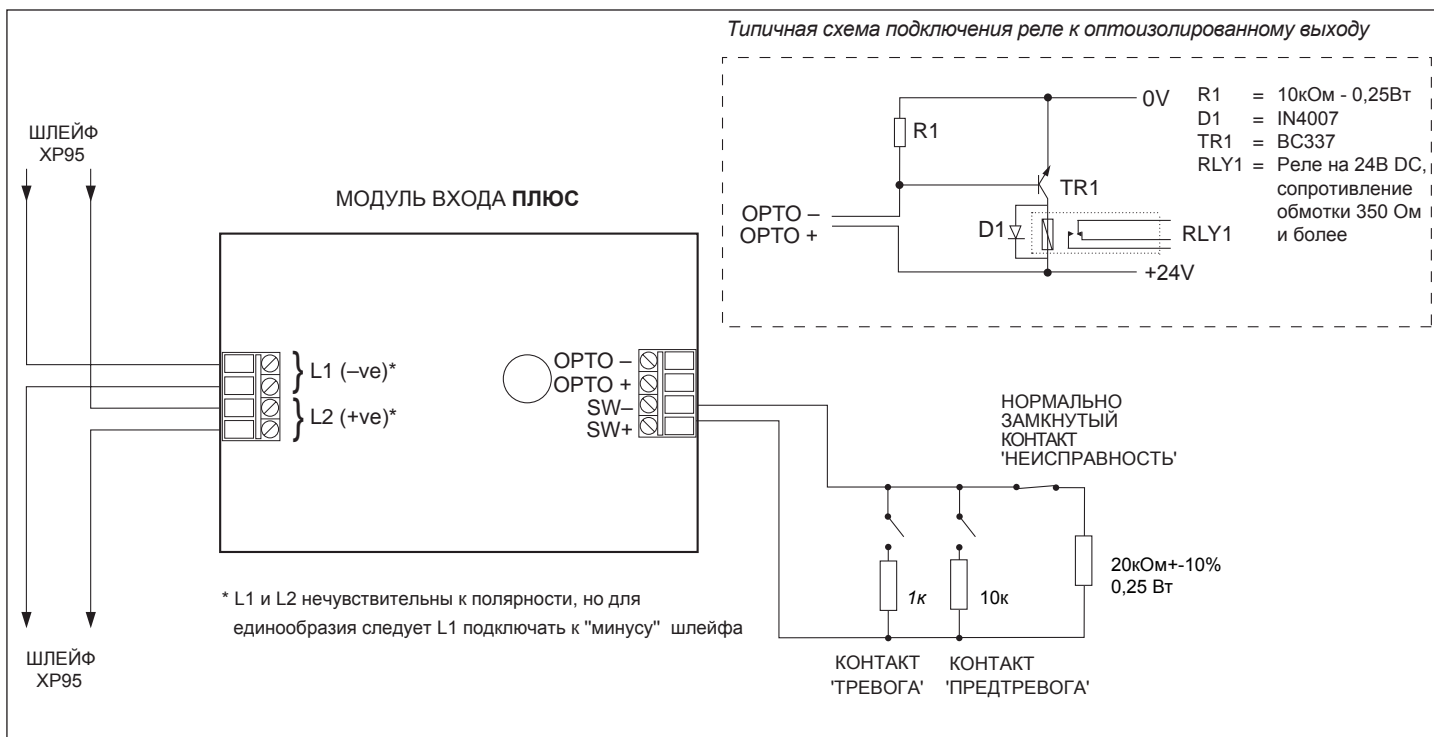 Типичная схема подключения реле к оптоизолированному выходу
0V
R1 = 10кОм - 0,25Вт
D1 = IN4007
TR1 = BC337
RLY1 = Реле на 24В DC,
сопротивление
обмотки 350 Ом
и более
R1
TR1
OPTO –
OPTO +
D1
RLY1
+24V
ШЛЕЙФ
XP95
МОДУЛЬ ВХОДА ПЛЮС
L1 (–ve)*
L2 (+ve)*
OPTO –
OPTO +
SW–
SW+
НОРМАЛЬНО
ЗАМКНУТЫЙ
КОНТАКТ
'НЕИСПРАВНОСТЬ'
1к
10к
20кОм+-10%
0,25 Вт
* L1 и L2 нечувствительны к полярности, но для
единообразия следует L1 подключать к "минусу" шлейфа
ШЛЕЙФ
XP95
КОНТАКТ
'ТРЕВОГА'
КОНТАКТ
'ПРЕДТРЕВОГА'